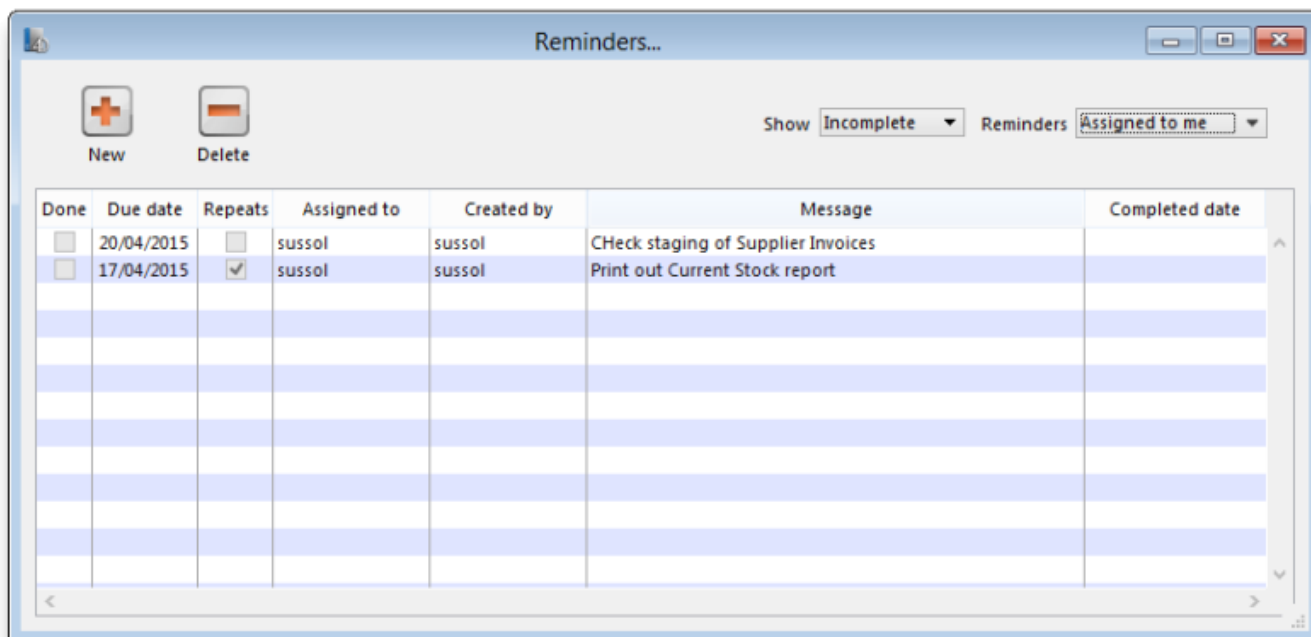 Reminders...
New
Delete
Show Incomplete Reminders Assigned to me
Done Due date Repeats Assigned to Created by Message Completed date
20/04/2015 sussol sussol CHeck staging of Supplier Invoices
17/04/2015 sussol sussol Print out Current Stock report